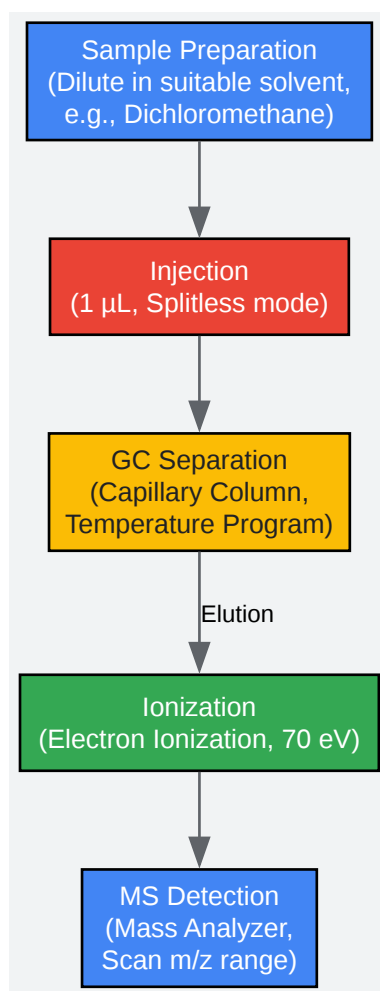 Sample Preparation
(Dilute in suitable solvent,
e.g., Dichloromethane)
Injection
(1 µL, Splitless mode)
GC Separation
(Capillary Column,
Temperature Program)
Elution
Ionization
(Electron Ionization, 70 eV)
MS Detection
(Mass Analyzer,
Scan m/z range)